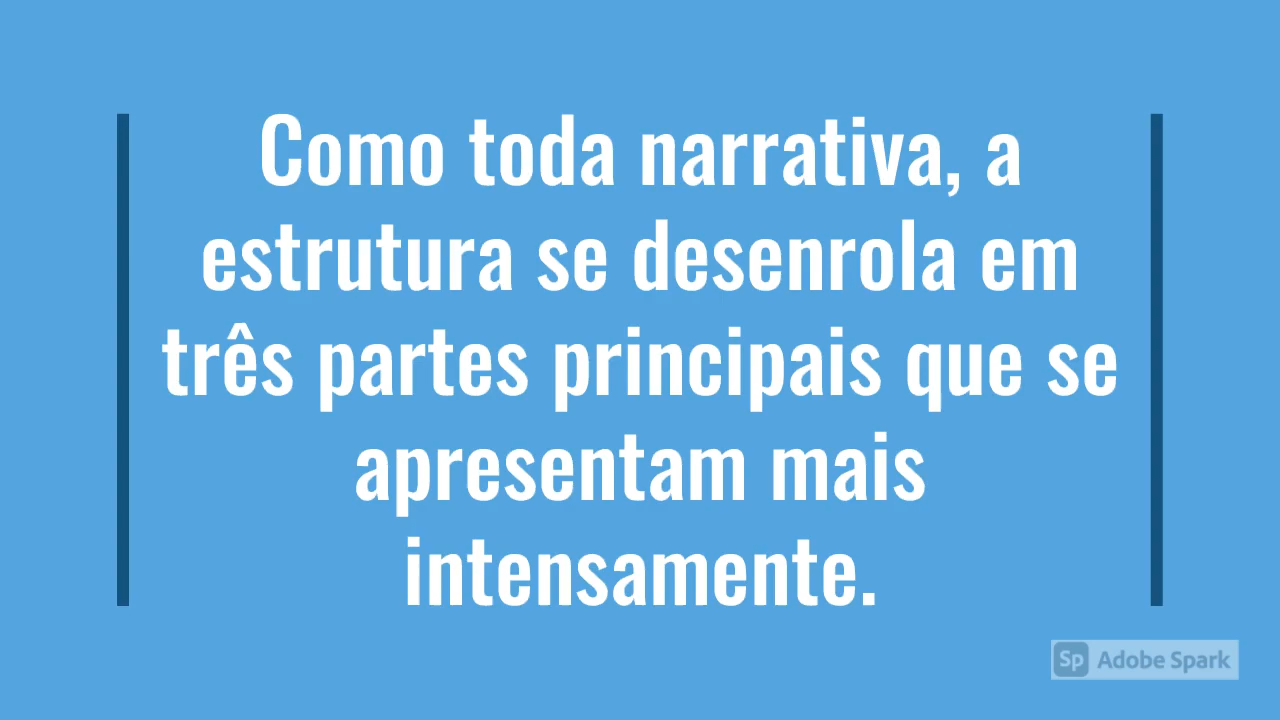 Como toda narrativa, a
estrutura se desenrola em
três partes principais que se
apresentam mais
intensamente.
Sp Adobe Spark